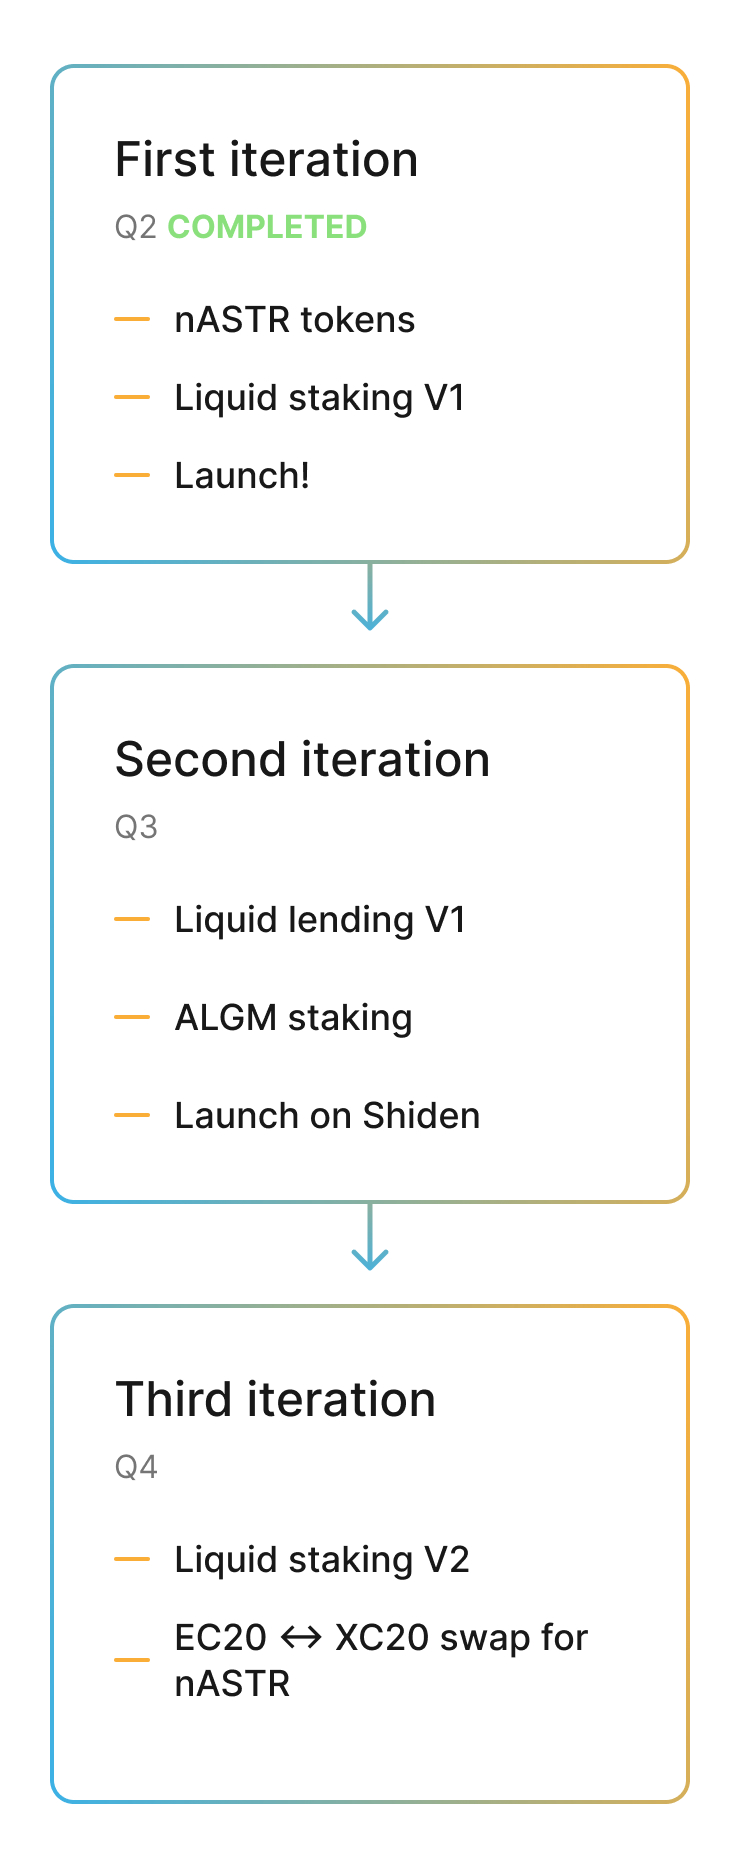 First iteration
Q2 COMPLETED
nASTR tokens
Liquid staking V1
Launch!
Second iteration
Q3
Liquid lending V1
ALGM staking
Launch on Shiden
Third iteration
Q4
Liquid staking V2
EC20 ↔ XC20 swap for
nASTR